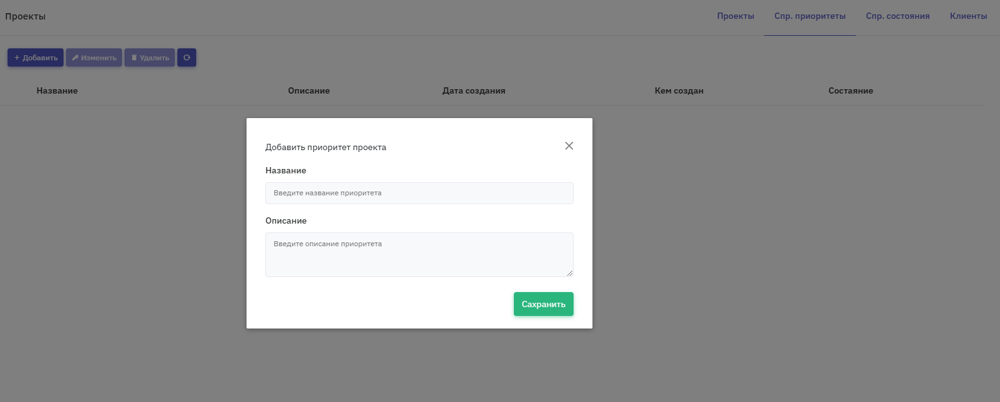 Проекты
Проекты Спр. приоритеты Спр. состояния Клиенты
+ Добавить Изменить Удалить
Название Описание Дата создания Кем создан Состаяние
Добавить приоритет проекта
Название
Введите название приоритета
Описание
Введите описание приоритета
Сахранить